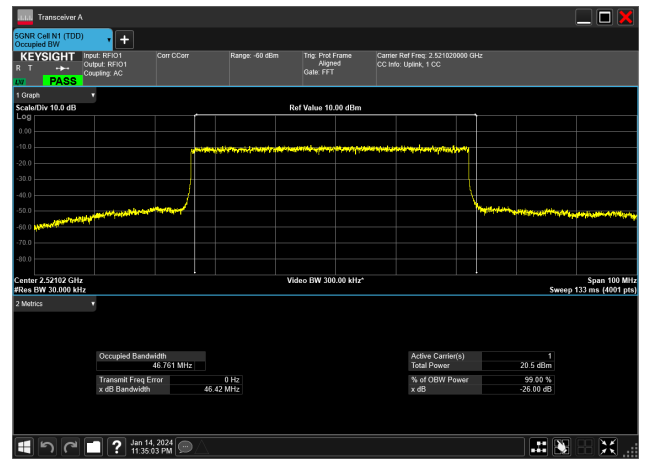 Transceiver A
5GNR Cell N1 (TDD)
Occupied BW
KEYSIGHT
R T
LW
PASS
Input: RFIO1
Output: RFIO1
Coupling: AC
Corr CCorr
Range: -60 dBm
Trig: Prot Frame
Aligned
Gate: FFT
Carrier Ref Freq: 2.521020000 GHz
CC Info: Uplink, 1 CC
1 Graph
Scale/Div 10.0 dB
Ref Value 10.00 dBm
Log
0.00
-10.0
-20.0
-30.0
-40.0
-50.0
-60.0
-70.0
-80.0
Center 2.52102 GHz
Video BW 300.00 kHz*
Span 100 MHz
#Res BW 30.000 kHz
Sweep 133 ms (4001 pts)
2 Metrics
Occupied Bandwidth
46.761 MHz
Active Carrier(s) 1
Total Power 20.5 dBm
Transmit Freq Error 0 Hz
x dB Bandwidth 46.42 MHz
% of OBW Power 99.00 %
x dB -26.00 dB
Jan 14, 2024
11:35:03 PM